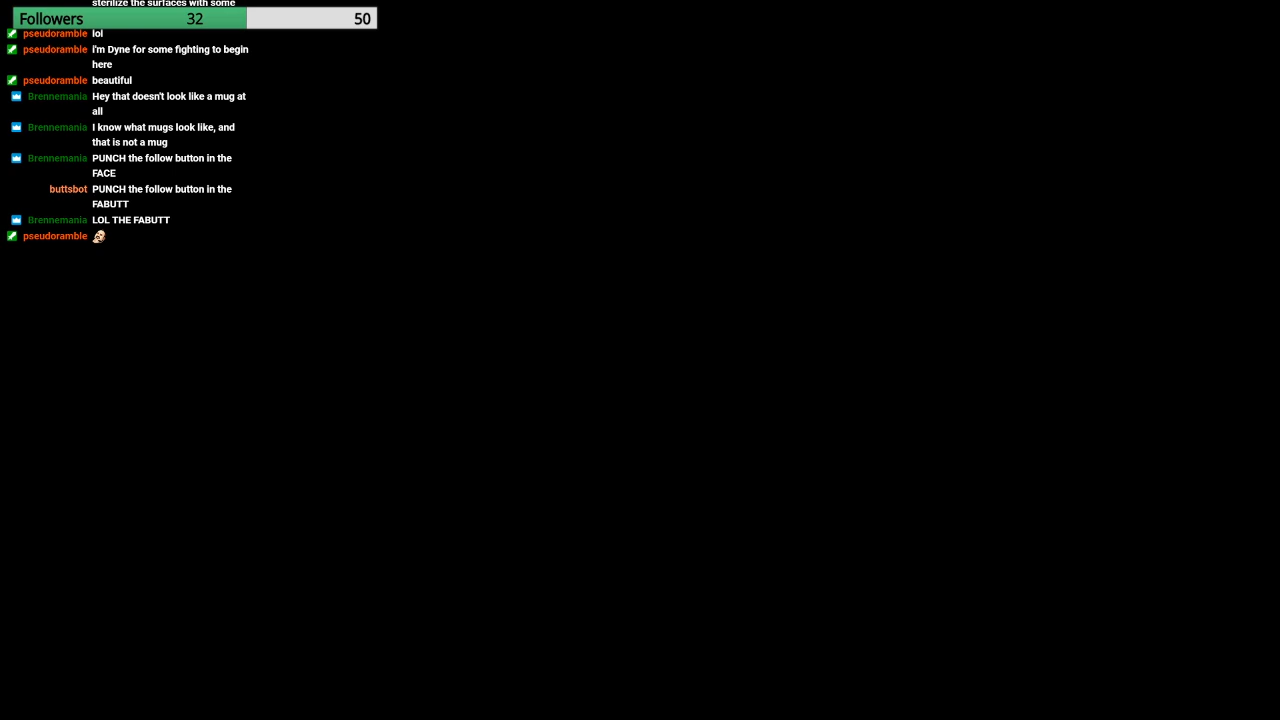 sterilize the surfaces with some
Followers 32 50
pseudoramble lol
pseudoramble i'm Dyne for some fighting to begin
here
pseudoramble beautiful
Brennemania Hey that doesn't look like a mug at
all
Brennemania I know what mugs look like, and
that is not a mug
Brennemania PUNCH the follow button in the
FACE
buttsbot PUNCH the follow button in the
FABUTT
Brennemania LOL THE FABUTT
pseudoramble